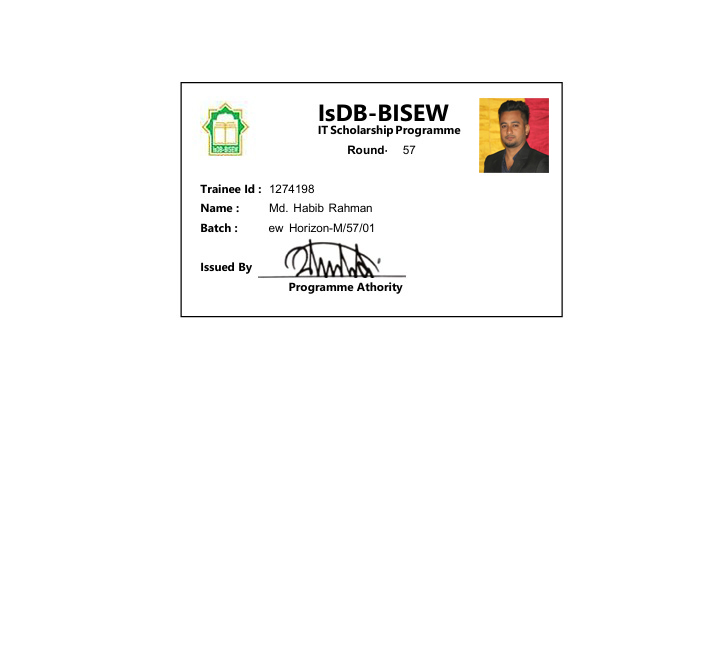 IsDB-BISEW
IT Scholarship Programme
Round· 57
IsDB-BISEW
Trainee Id : 1274198
Name : Md. Habib Rahman
Batch : ew Horizon-M/57/01
Issued By
Programme Athority